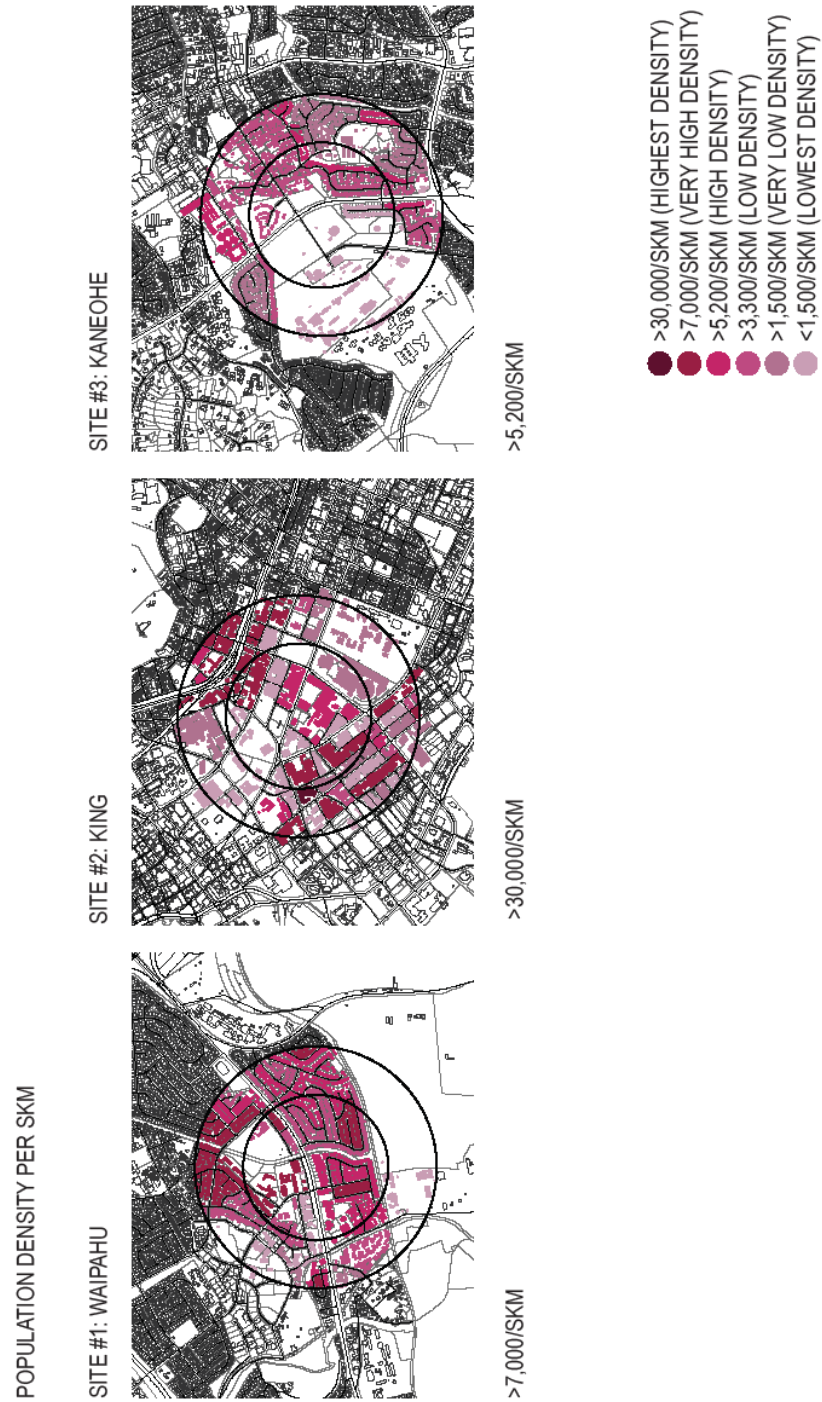 POPULATION DENSITY PER SKM
SITE #1: WAIPAHU
SITE #2: KING
SITE #3: KANEOHE
>7,000/SKM
>30,000/SKM
>5,200/SKM
>30,000/SKM (HIGHEST DENSITY)
>7,000/SKM (VERY HIGH DENSITY)
>5,200/SKM (HIGH DENSITY)
>3,300/SKM (LOW DENSITY)
>1,500/SKM (VERY LOW DENSITY)
<1,500/SKM (LOWEST DENSITY)